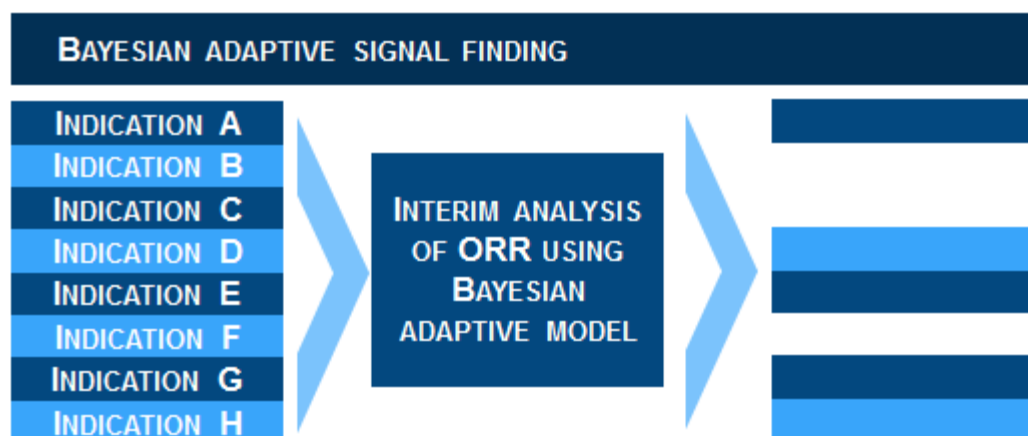 BAYESIAN ADAPTIVE SIGNAL FINDING
INDICATION A
INDICATION B
INDICATION C
INDICATION D
INDICATION E
INDICATION F
INDICATION G
INDICATION H
INTERIM ANALYSIS
OF ORR USING
BAYESIAN
ADAPTIVE MODEL